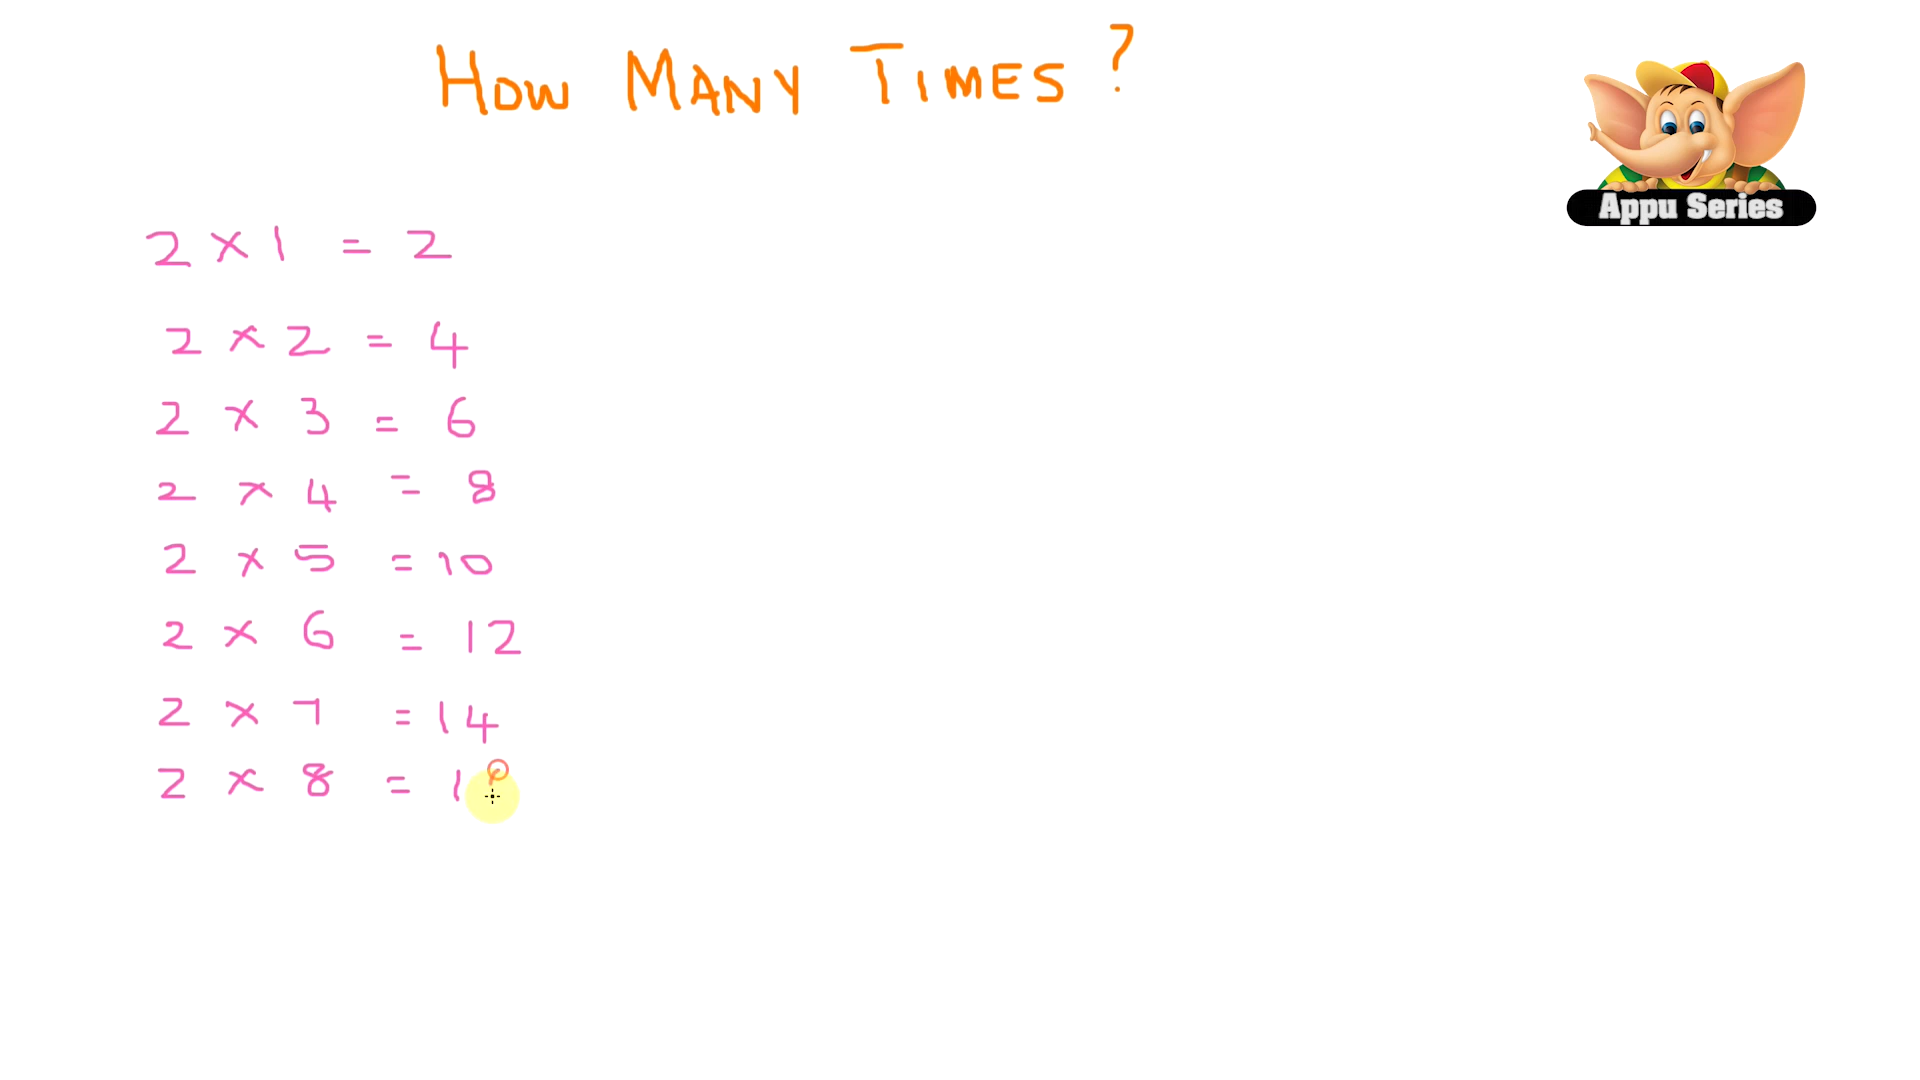 HOW MANY TIMES ?
Appu Series
2 × 1 = 2
2 × 2 = 4
2 × 3 = 6
2 × 4 = 8
2 × 5 = 10
2 × 6 = 12
2 × 7 = 14
2 × 8 = 1